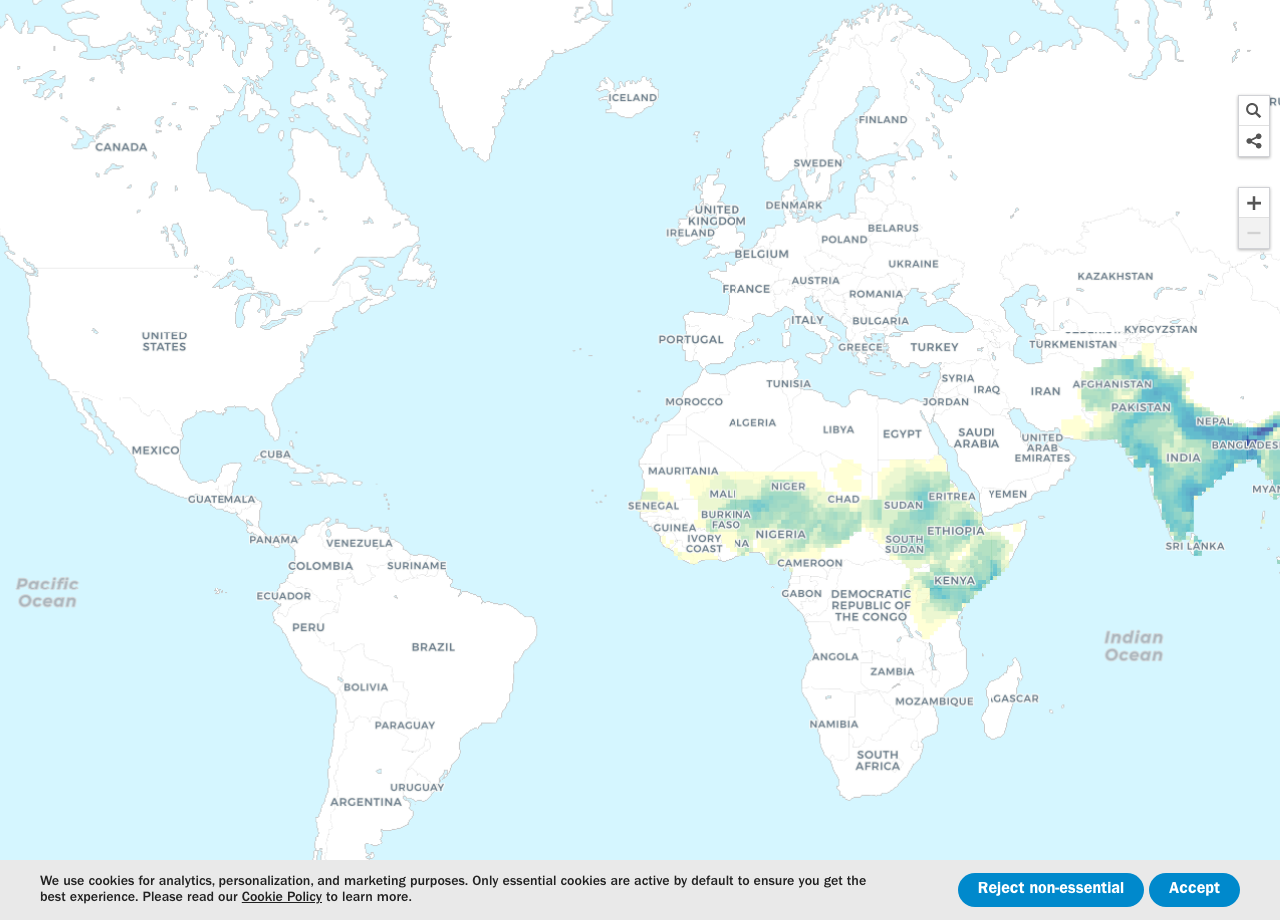 ICELAND
FINLAND
CANADA
SWEDEN
DENMARK
UNITED
KINGDOM
IRELAND
BELARUS
POLAND
BELGIUM
UKRAINE
KAZAKHSTAN
AUSTRIA
FRANCE
ROMANIA
ITALY
BULGARIA
KYRGYZSTAN
UNITED
STATES
PORTUGAL
GREECE
TURKEY
TURKMENISTAN
SYRIA
TUNISIA
IRAQ
IRAN
AFGHANISTAN
MOROCCO
JORDAN
PAKISTAN
ALGERIA
LIBYA
EGYPT
SAUDI
ARABIA
NEPAL
UNITED
ARAB
EMIRATES
BANGLADES
MEXICO
CUBA
INDIA
MAURITANIA
NIGER
MALI
CHAD
SUDAN
ERITREA
YEMEN
MYAN
GUATEMALA
SENEGAL
BURKINA
FASO
GUINEA
IVORY
COAST
NA
NIGERIA
ETHIOPIA
SOUTH
SUDAN
SRI LANKA
PANAMA
VENEZUELA
COLOMBIA
SURINAME
CAMEROON
KENYA
Pacific
Ocean
ECUADOR
GABON
DEMOCRATIC
REPUBLIC OF
THE CONGO
PERU
BRAZIL
Indian
Ocean
ANGOLA
ZAMBIA
BOLIVIA
MOZAMBIQUE
GASCAR
PARAGUAY
NAMIBIA
SOUTH
AFRICA
URUGUAY
ARGENTINA
We use cookies for analytics, personalization, and marketing purposes. Only essential cookies are active by default to ensure you get the
best experience. Please read our Cookie Policy to learn more.
Reject non-essential
Accept